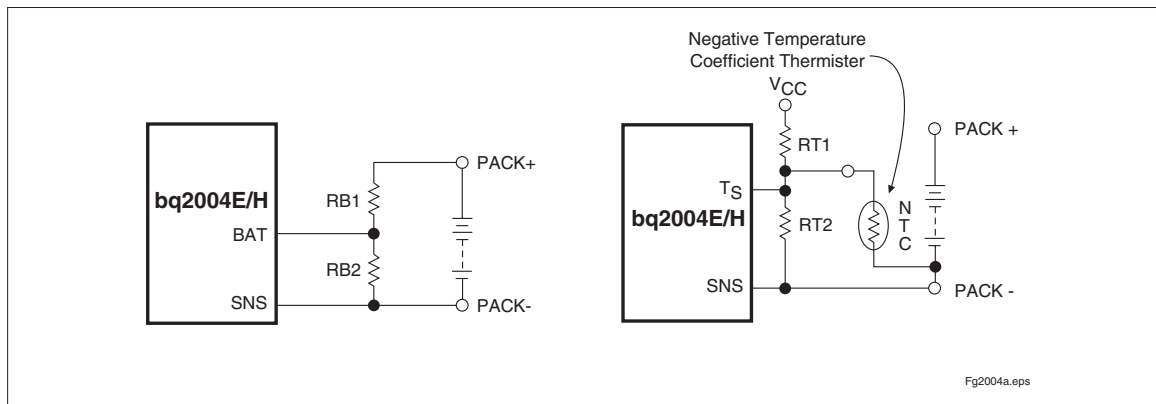 bq2004E/H
BAT
SNS
RB1
RB2
PACK+
PACK-
Negative Temperature
Coefficient Thermister
VCC
RT1
TS
bq2004E/H
RT2
SNS
N
T
C
PACK +
PACK -
Fg2004a.eps